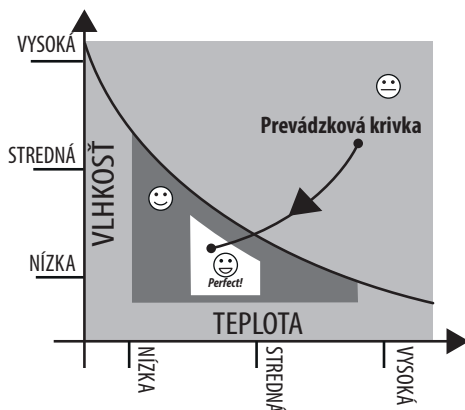 VYSOKÁ
STREDNÁ
NÍZKA
VLHKOSŤ
Prevádzková krivka
Perfect!
TEPLOTA
NÍZKA
STREDNÁ
VYSOKÁ